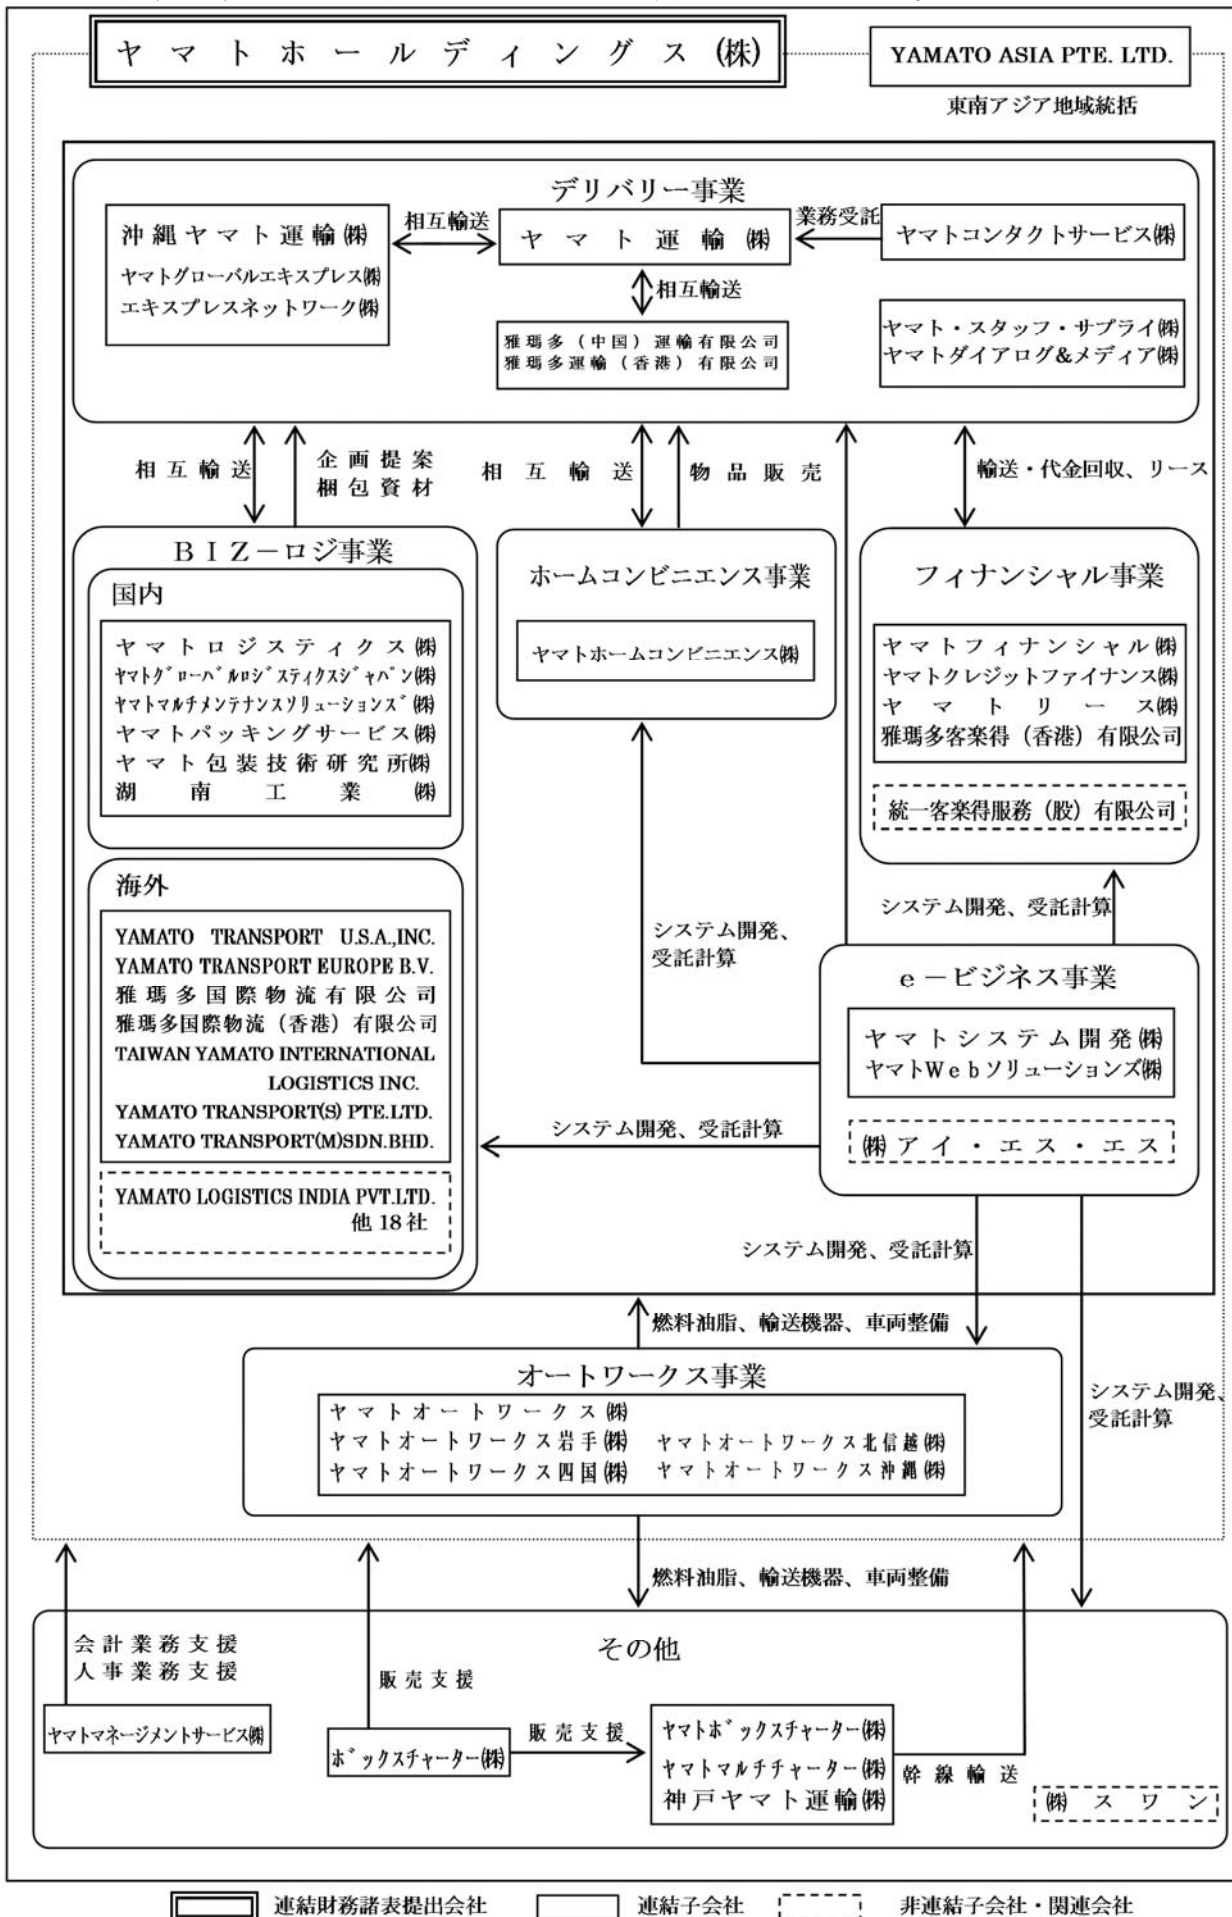 ヤマトホールディングス(株)
YAMATO ASIA PTE. LTD.
東南アジア地域統括
デリバリー事業
沖縄ヤマト運輸㈱
ヤマトグローバルエキスプレス㈱
エキスプレスネットワーク㈱
相互輸送
ヤマト運輸㈱
業務受託
ヤマトコンタクトサービス㈱
相互輸送
雅瑪多（中国）運輸有限公司
雅瑪多運輸（香港）有限公司
ヤマト・スタッフ・サプライ㈱
ヤマトダイアログ&メディア㈱
相互輸送
企画提案
梱包資材
相互輸送
物品販売
輸送・代金回収、リース
ＢＩＺ－ロジ事業
国内
ヤマトロジスティクス㈱
ﾔﾏﾄｸﾞﾛｰﾊﾞﾙﾛｼﾞｽﾃｨｸｽｼﾞｬﾊﾟﾝ㈱
ﾔﾏﾄﾏﾙﾁﾒﾝﾃﾅﾝｽｿﾘｭｰｼｮﾝｽﾞ㈱
ヤマトパッキングサービス㈱
ヤマト包装技術研究所㈱
湖南工業㈱
海外
YAMATO TRANSPORT U.S.A.,INC.
YAMATO TRANSPORT EUROPE B.V.
雅瑪多国際物流有限公司
雅瑪多国際物流（香港）有限公司
TAIWAN YAMATO INTERNATIONAL
LOGISTICS INC.
YAMATO TRANSPORT(S) PTE.LTD.
YAMATO TRANSPORT(M)SDN.BHD.
YAMATO LOGISTICS INDIA PVT.LTD.
他18社
ホームコンビニエンス事業
ヤマトホームコンビニエンス㈱
フィナンシャル事業
ヤマトフィナンシャル㈱
ヤマトクレジットファイナンス㈱
ヤマトリース㈱
雅瑪多客楽得（香港）有限公司
統一客楽得服務（股）有限公司
システム開発、受託計算
システム開発、
受託計算
ｅ－ビジネス事業
ヤマトシステム開発㈱
ヤマトＷｅｂソリューションズ㈱
㈱アイ・エス・エス
システム開発、受託計算
システム開発、受託計算
燃料油脂、輸送機器、車両整備
オートワークス事業
ヤマトオートワークス㈱
ヤマトオートワークス岩手㈱
ヤマトオートワークス北信越㈱
ヤマトオートワークス四国㈱
ヤマトオートワークス沖縄㈱
システム開発、
受託計算
燃料油脂、輸送機器、車両整備
その他
会計業務支援
人事業務支援
ヤマトマネージメントサービス㈱
販売支援
ﾎﾞｯｸｽﾁｬｰﾀｰ㈱
販売支援
ﾔﾏﾄﾎﾞｯｸｽﾁｬｰﾀｰ㈱
ﾔﾏﾄﾏﾙﾁﾁｬｰﾀｰ㈱
神戸ヤマト運輸㈱
幹線輸送
㈱スワン
連結財務諸表提出会社
連結子会社
非連結子会社・関連会社